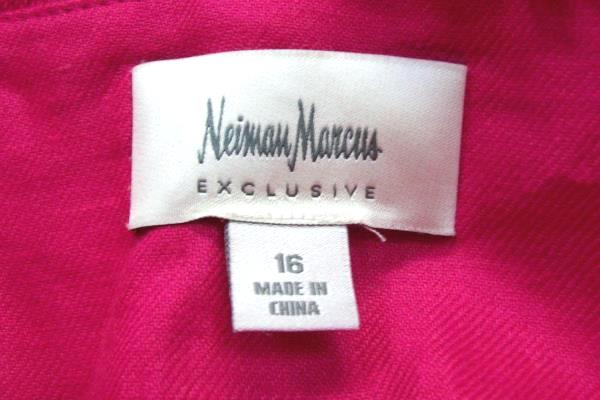 Neiman Marcus
EXCLUSIVE
16
MADE IN
CHINA